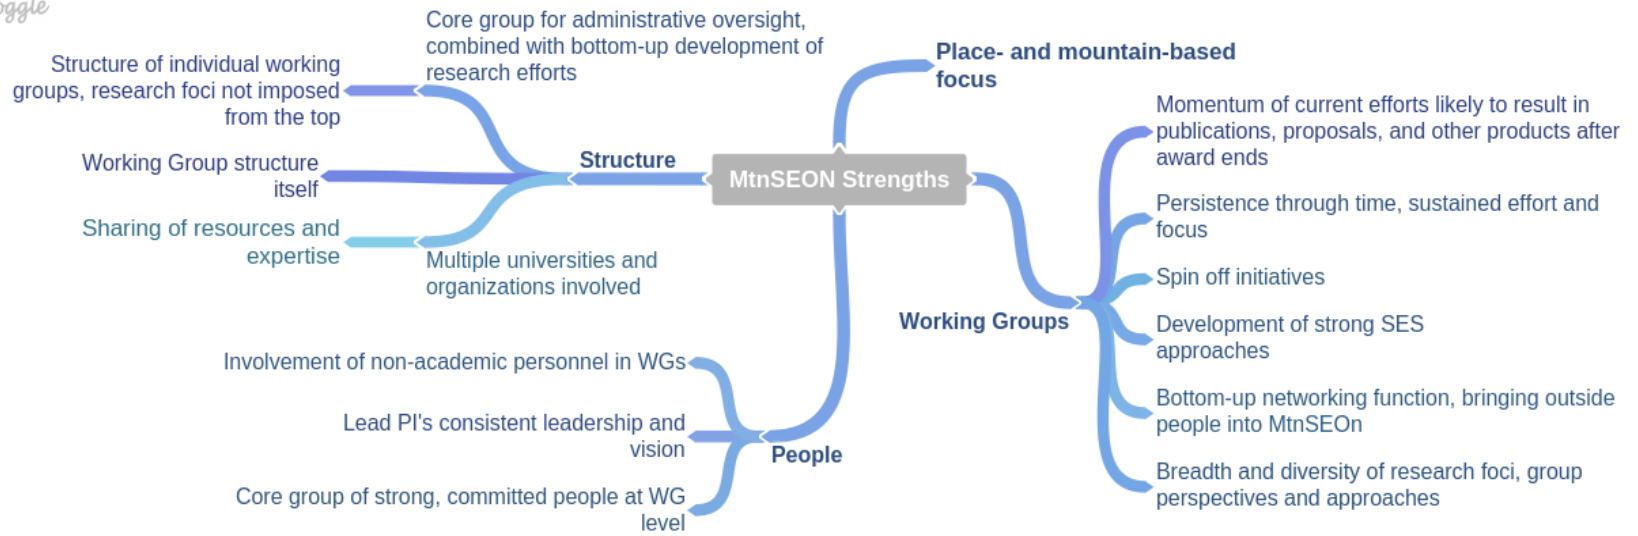 Core group for administrative oversight,
combined with bottom-up development of
research efforts
Structure of individual working
groups, research foci not imposed
from the top
Working Group structure
itself
Structure
Sharing of resources and
expertise
Multiple universities and
organizations involved
MtnSEON Strengths
Place- and mountain-based
focus
Working Groups
Momentum of current efforts likely to result in
publications, proposals, and other products after
award ends
Persistence through time, sustained effort and
focus
Spin off initiatives
Development of strong SES
approaches
Bottom-up networking function, bringing outside
people into MtnSEOn
Breadth and diversity of research foci, group
perspectives and approaches
People
Involvement of non-academic personnel in WGs
Lead PI's consistent leadership and
vision
Core group of strong, committed people at WG
level